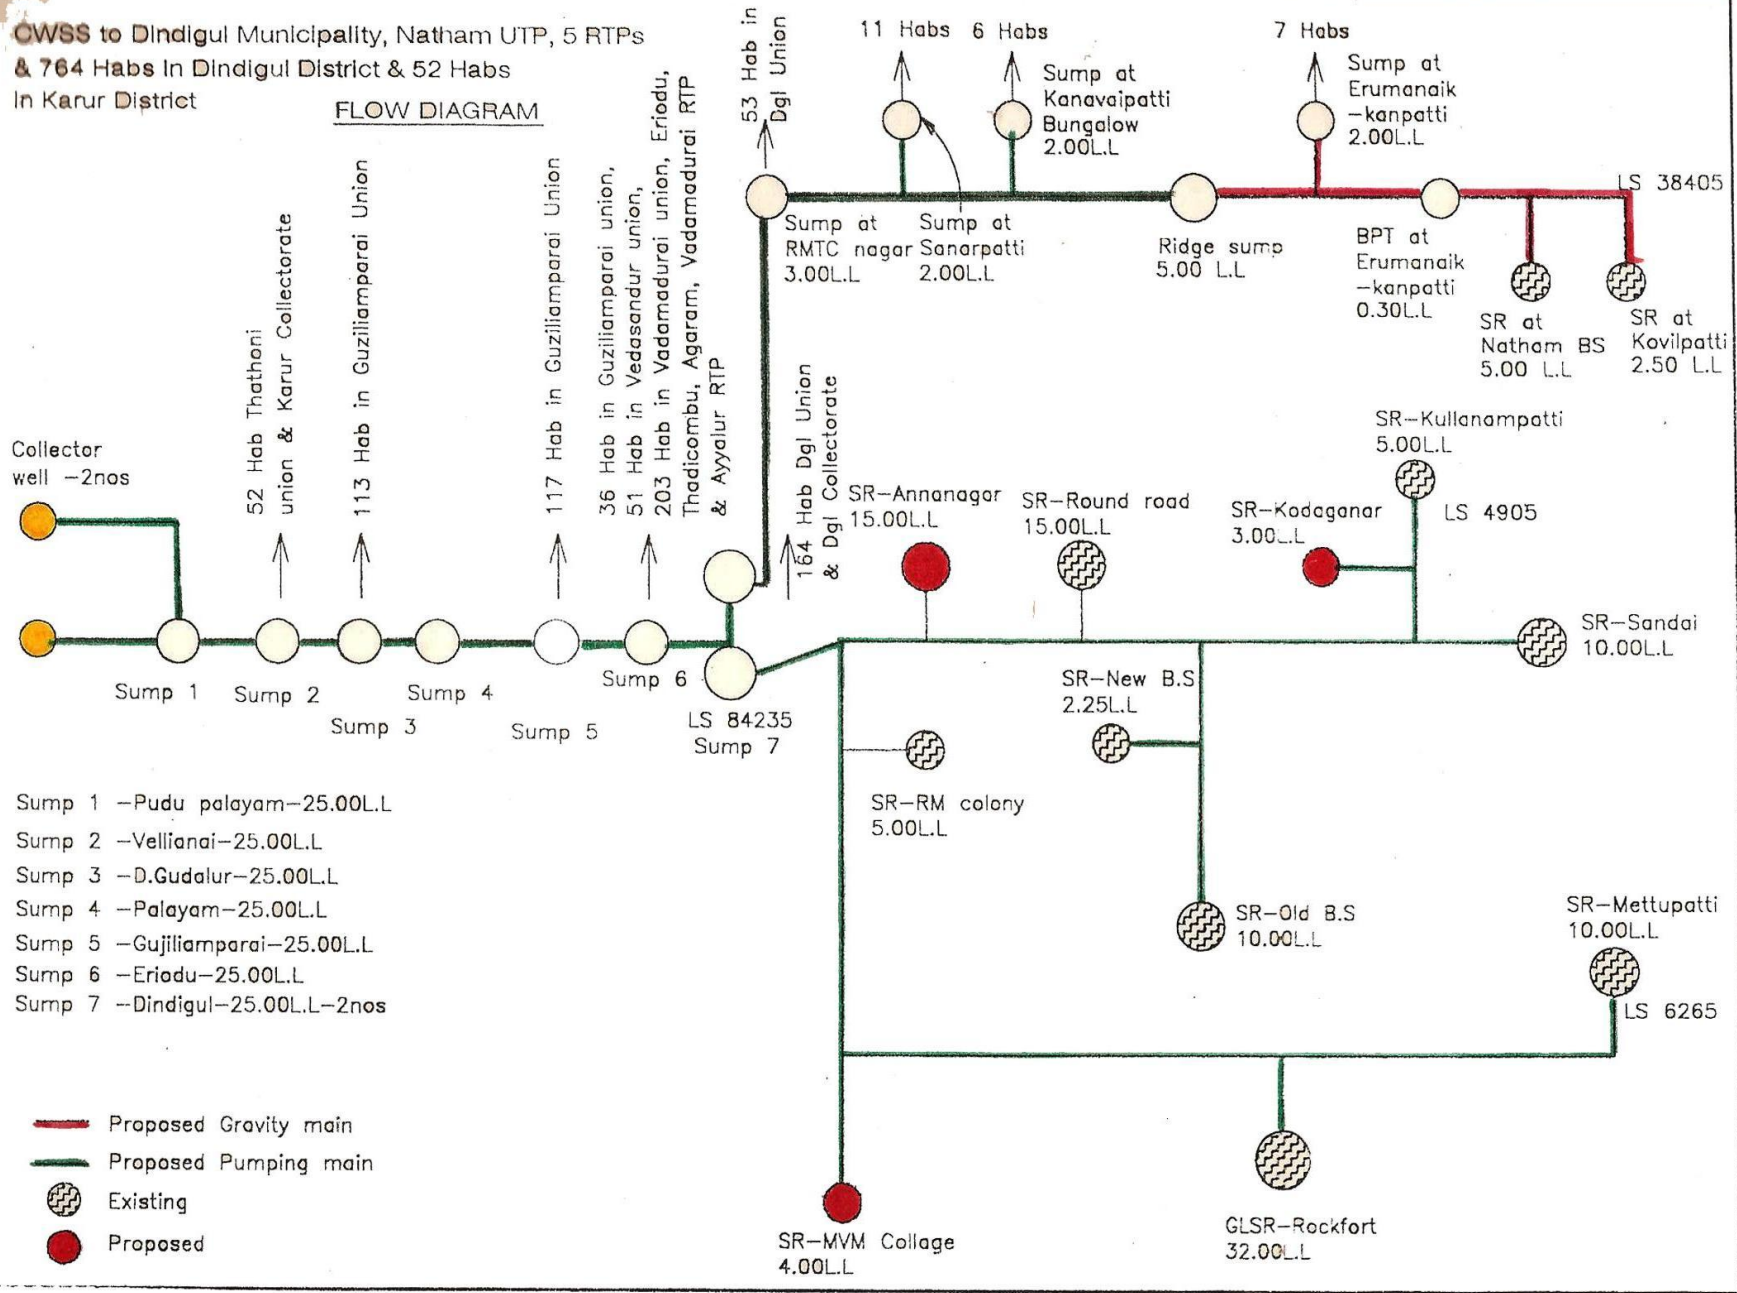 CWSS to Dindigul Municipality, Natham UTP, 5 RTPs
& 764 Habs in Dindigul District & 52 Habs
in Karur District
FLOW DIAGRAM
53 Hab in
Dgl Union
11 Habs
6 Habs
7 Habs
Sump at
Kanavaipatti
Bungalow
2.00L.L
Sump at
Erumanaik
-kanpatti
2.00L.L
LS 38405
Sump at
RMTC nagar
3.00L.L
Sump at
Sanarpatti
2.00L.L
Ridge sump
5.00 L.L
BPT at
Erumanaik
-kanpatti
0.30L.L
SR at
Natham BS
5.00 L.L
SR at
Kovilpatti
2.50 L.L
52 Hab Thathoni
union & Karur Collectorate
113 Hab in Guziliamparai Union
117 Hab in Guziliamparai Union
36 Hab in Guziliamparai union,
51 Hab in Vedasandur union,
203 Hab in Vadamadurai union, Eriodu,
Thadicombu, Agaram, Vadamadurai RTP
& Ayyalur RTP
164 Hab Dgl Union
& Dgl Collectorate
Collector
well -2nos
SR-Annanagar
15.00L.L
SR-Round road
15.00L.L
SR-Kodaganar
3.00L.L
SR-Kullanampatti
5.00L.L
LS 4905
SR-Sandai
10.00L.L
Sump 1
Sump 2
Sump 3
Sump 4
Sump 5
Sump 6
LS 84235
Sump 7
SR-New B.S
2.25L.L
SR-RM colony
5.00L.L
SR-Old B.S
10.00L.L
SR-Mettupatti
10.00L.L
LS 6265
Sump 1 -Pudu palayam-25.00L.L
Sump 2 -Vellianai-25.00L.L
Sump 3 -D.Gudalur-25.00L.L
Sump 4 -Palayam-25.00L.L
Sump 5 -Gujiliamparai-25.00L.L
Sump 6 -Eriodu-25.00L.L
Sump 7 -Dindigul-25.00L.L-2nos
Proposed Gravity main
Proposed Pumping main
Existing
Proposed
SR-MVM Collage
4.00L.L
GLSR-Rockfort
32.00L.L